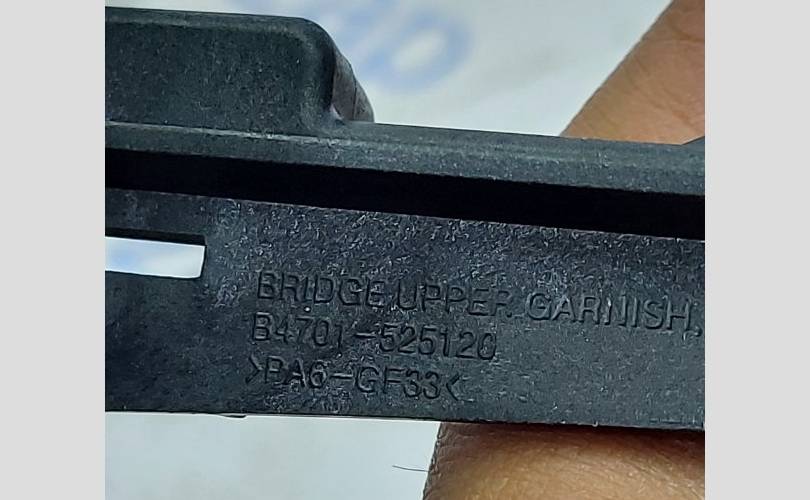 BRIDGE UPPER GARNISH,
B4701-525120
>PA6-GF33<